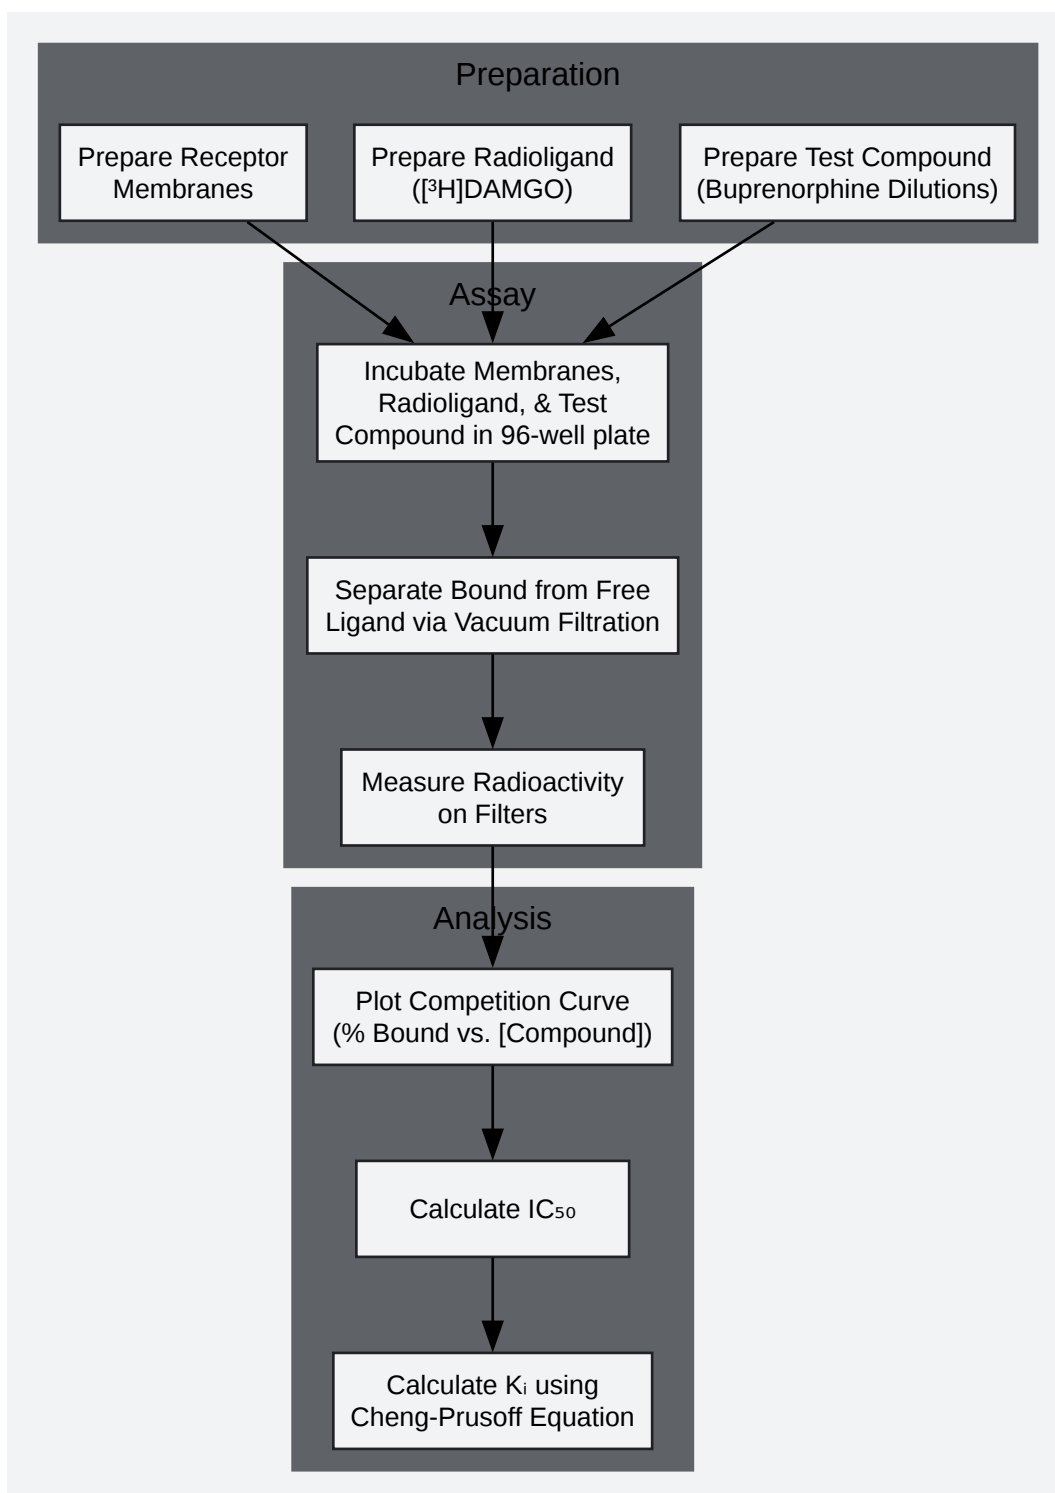 Preparation
Prepare Receptor
Membranes
Prepare Radioligand
([³H]DAMGO)
Prepare Test Compound
(Buprenorphine Dilutions)
Assay
Incubate Membranes,
Radioligand, & Test
Compound in 96-well plate
Separate Bound from Free
Ligand via Vacuum Filtration
Measure Radioactivity
on Filters
Analysis
Plot Competition Curve
(% Bound vs. [Compound])
Calculate IC₅₀
Calculate Kᵢ using
Cheng-Prusoff Equation